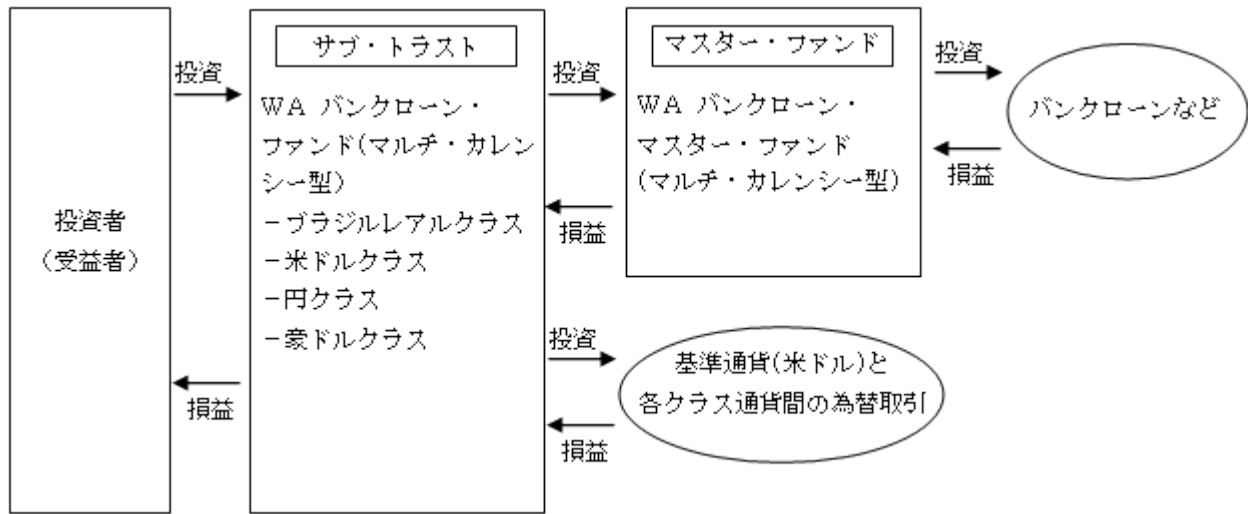 投資者
（受益者）
投資
損益
サブ・トラスト
WA バンクローン・
ファンド(マルチ・カレン
シー型)
－ブラジルレアルクラス
－米ドルクラス
－円クラス
－豪ドルクラス
投資
損益
マスター・ファンド
WA バンクローン・
マスター・ファンド
(マルチ・カレンシー型)
投資
損益
バンクローンなど
投資
損益
基準通貨(米ドル)と
各クラス通貨間の為替取引